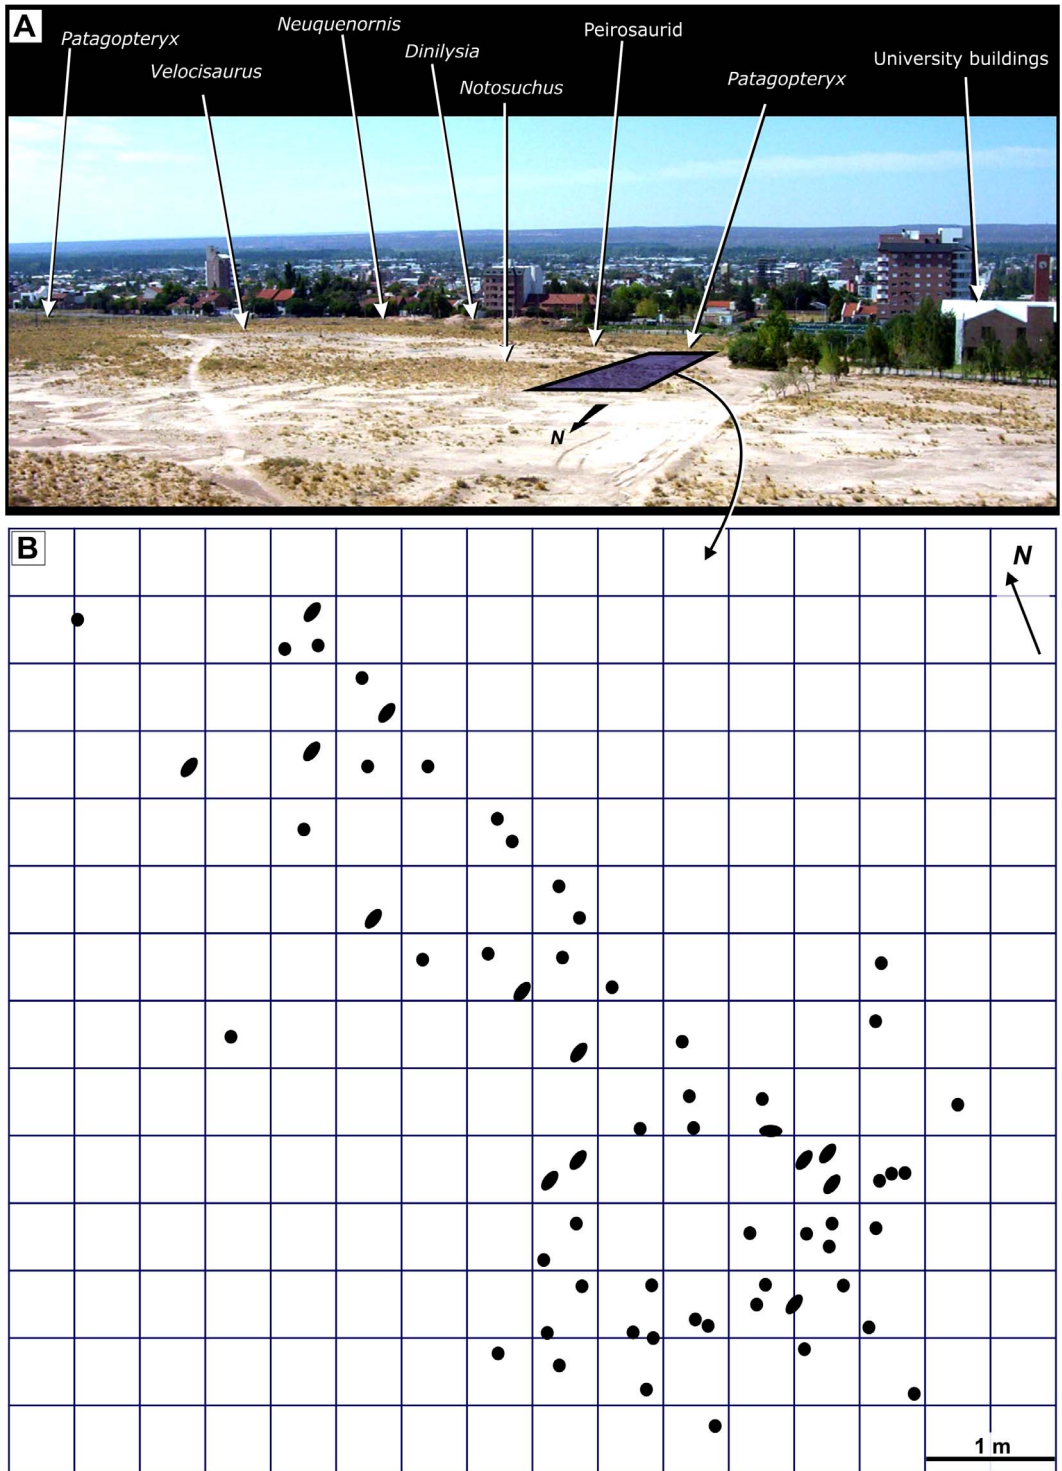 A
Patagopteryx
Velocisaurus
Neuquenornis
Dinilysia
Notosuchus
Peirosaurid
Patagopteryx
University buildings
N
B
N
1 m